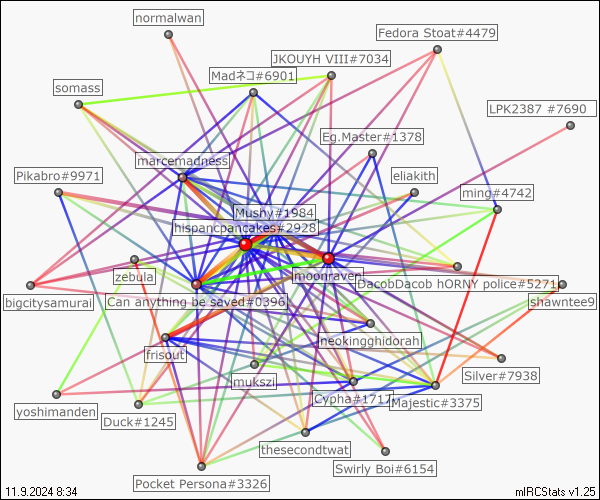 normalwan
Fedora Stoat#4479
JKOUYH VIII#7034
Madネコ#6901
somass
LPK2387 #7690
Eg.Master#1378
marcemadness
Pikabro#9971
eliakith
ming#4742
Mushy#1984
hispancpancakes#2928
zebula
moonraven
DacobDacob hORNY police#5271
bigcitysamurai
Can anything be saved#0396
shawntee9
neokingghidorah
frisout
mukszi
Silver#7938
yoshimanden
Cypha#1717
Majestic#3375
Duck#1245
thesecondtwat
Swirly Boi#6154
Pocket Persona#3326
11.9.2024 8:34
mIRCStats v1.25